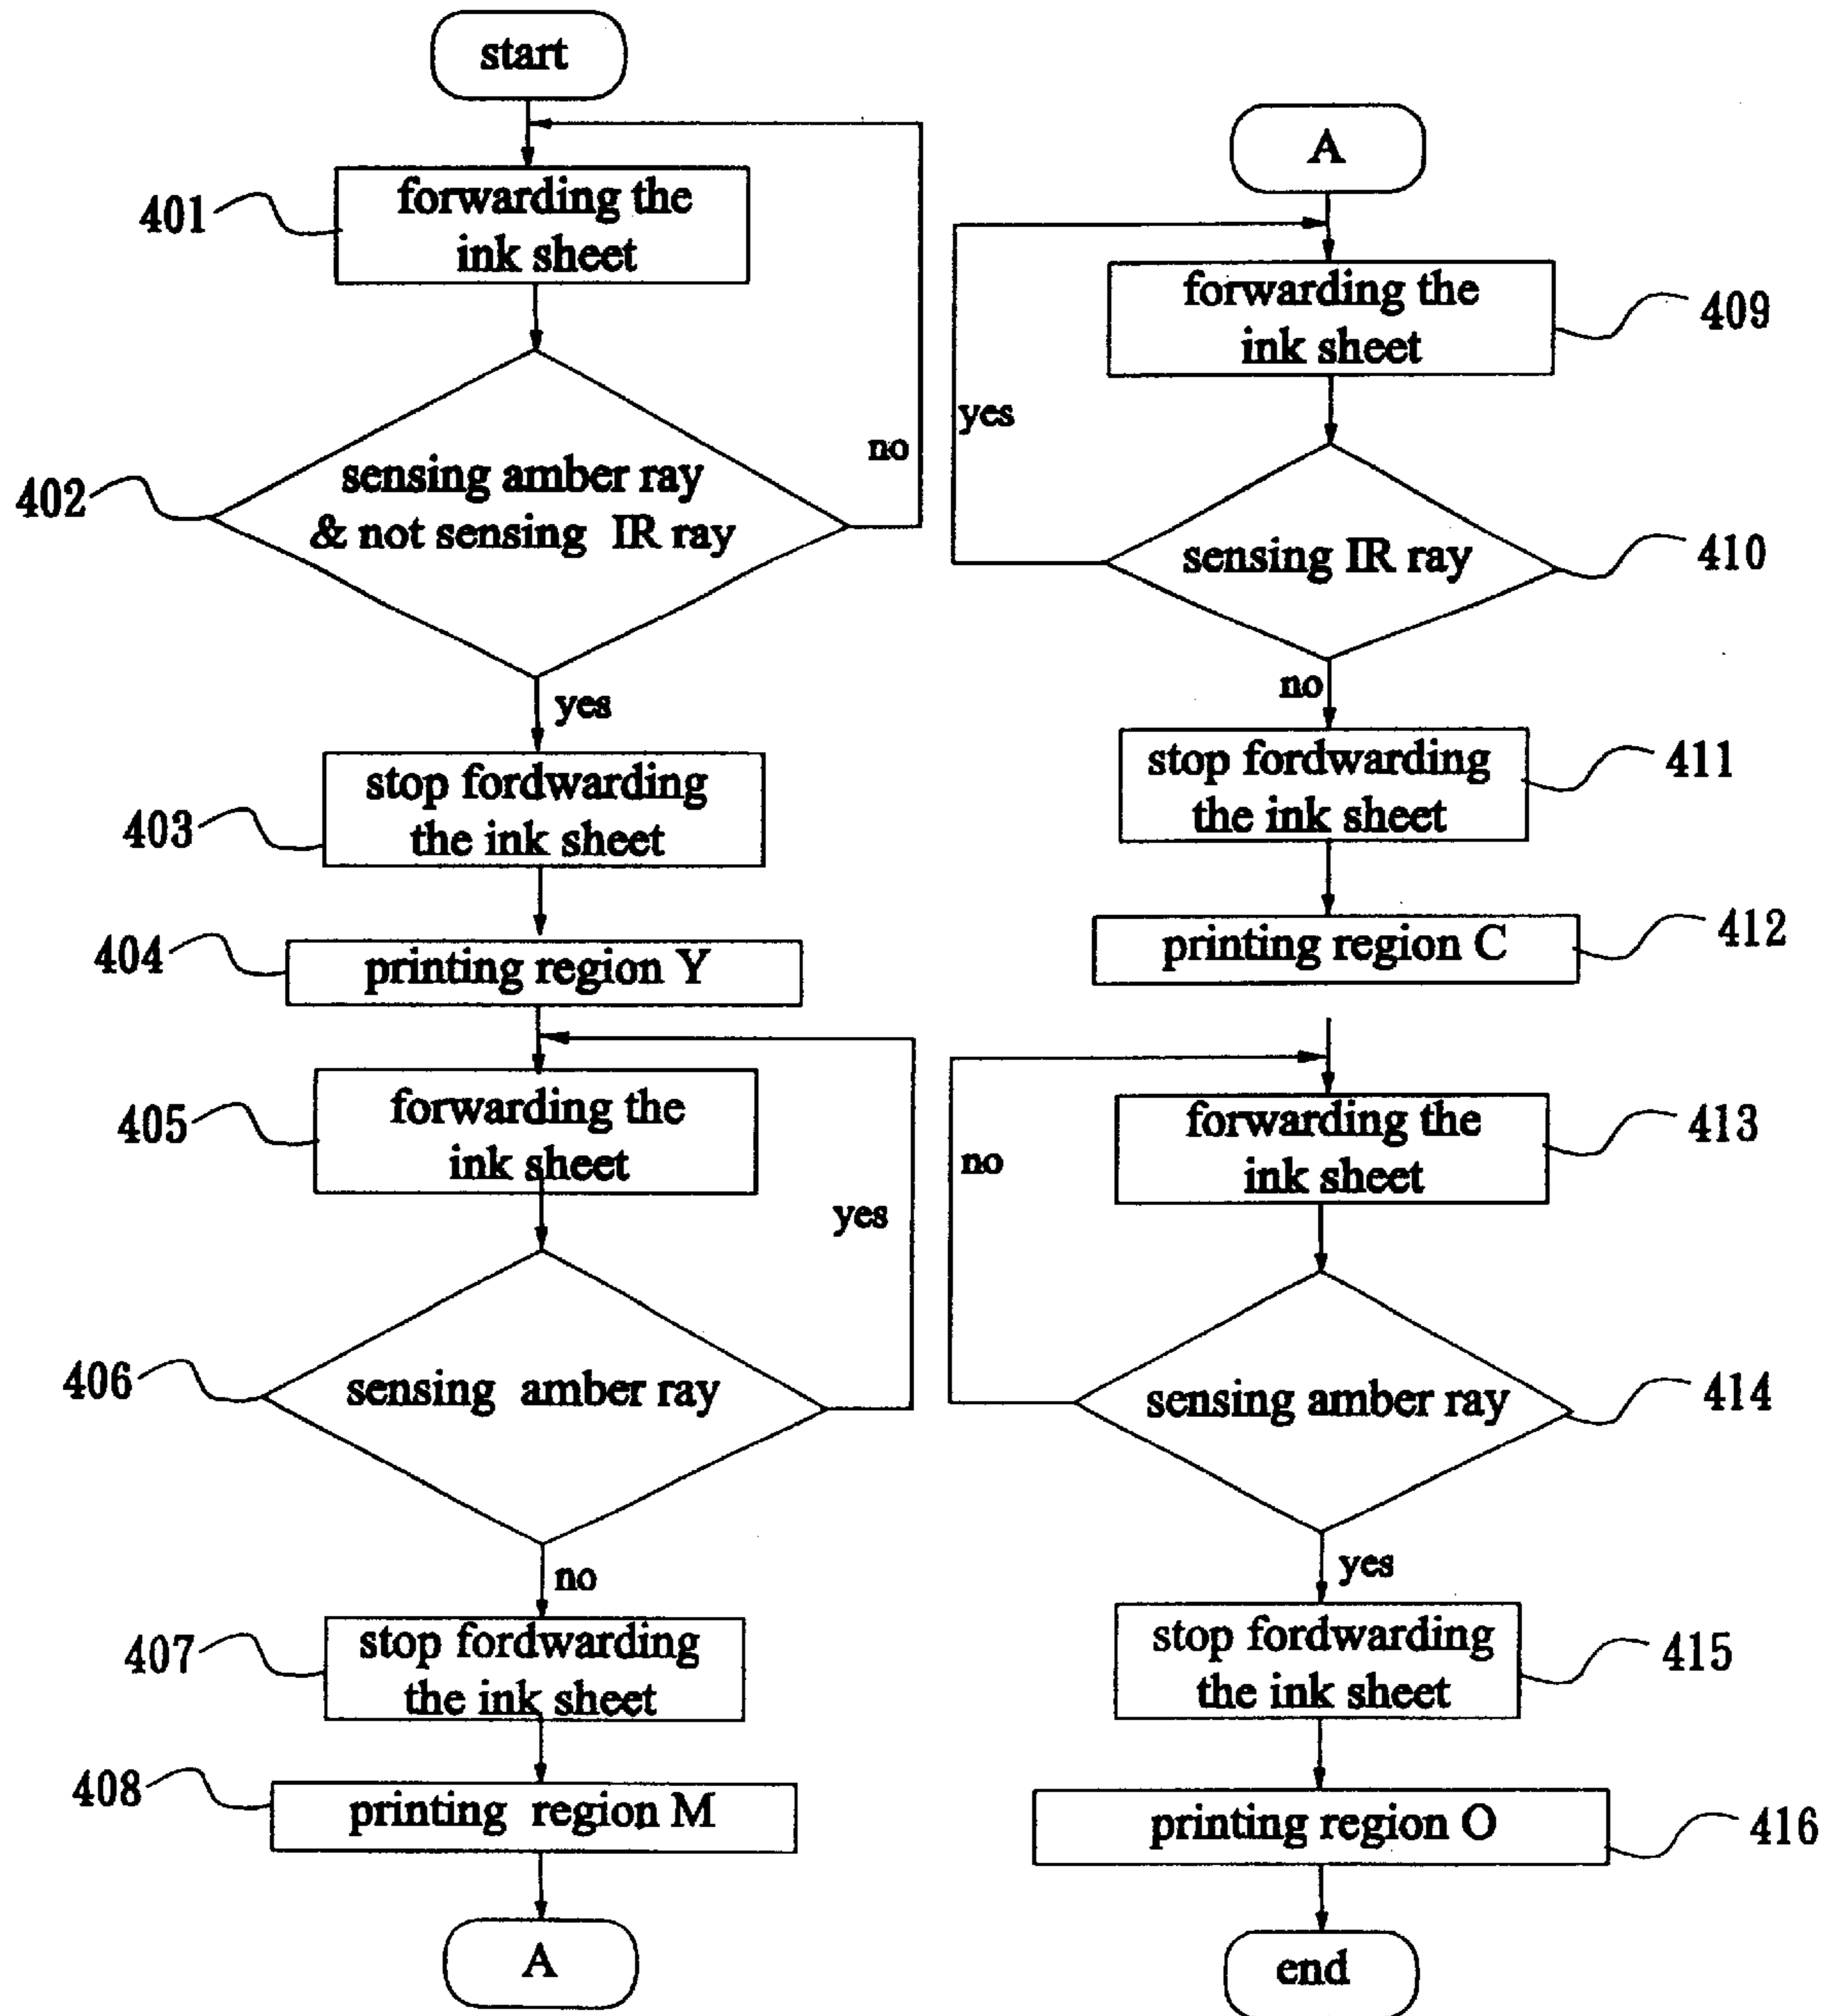 start
401
forwarding the
ink sheet
402
sensing amber ray
& not sensing IR ray
no
yes
403
stop fordwarding
the ink sheet
404
printing region Y
405
forwarding the
ink sheet
yes
406
sensing amber ray
no
407
stop fordwarding
the ink sheet
408
printing region M
A
A
forwarding the
ink sheet
409
yes
sensing IR ray
410
no
stop fordwarding
the ink sheet
411
printing region C
412
forwarding the
ink sheet
413
no
sensing amber ray
414
yes
stop fordwarding
the ink sheet
415
printing region O
416
end